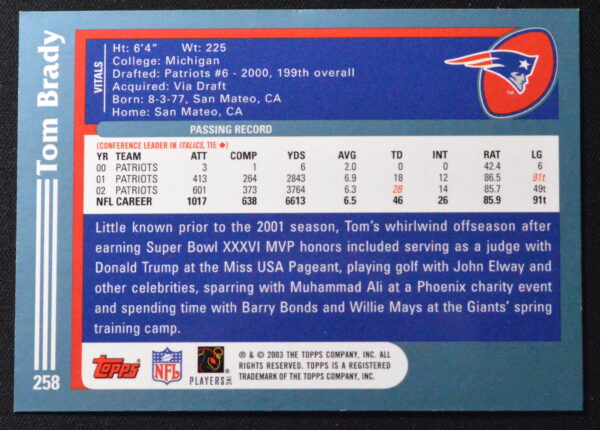 Tom Brady
258
VITALS
Ht: 6'4" Wt: 225
College: Michigan
Drafted: Patriots #6 - 2000, 199th overall
Acquired: Via Draft
Born: 8-3-77, San Mateo, CA
Home: San Mateo, CA
TM
PASSING RECORD
(CONFERENCE LEADER IN ITALICS, TIE ♦)
YR TEAM ATT COMP YDS AVG TD INT RAT LG
00 PATRIOTS 3 1 6 2.0 0 0 42.4 6
01 PATRIOTS 413 264 2843 6.9 18 12 86.5 91t
02 PATRIOTS 601 373 3764 6.3 28 14 85.7 49t
NFL CAREER 1017 638 6613 6.5 46 26 85.9 91t
Little known prior to the 2001 season, Tom's whirlwind offseason after
earning Super Bowl XXXVI MVP honors included serving as a judge with
Donald Trump at the Miss USA Pageant, playing golf with John Elway and
other celebrities, sparring with Muhammad Ali at a Phoenix charity event
and spending time with Barry Bonds and Willie Mays at the Giants' spring
training camp.
Topps
NFL
PLAYERS INC
® & © 2003 THE TOPPS COMPANY, INC. ALL
RIGHTS RESERVED. TOPPS IS A REGISTERED
TRADEMARK OF THE TOPPS COMPANY, INC.